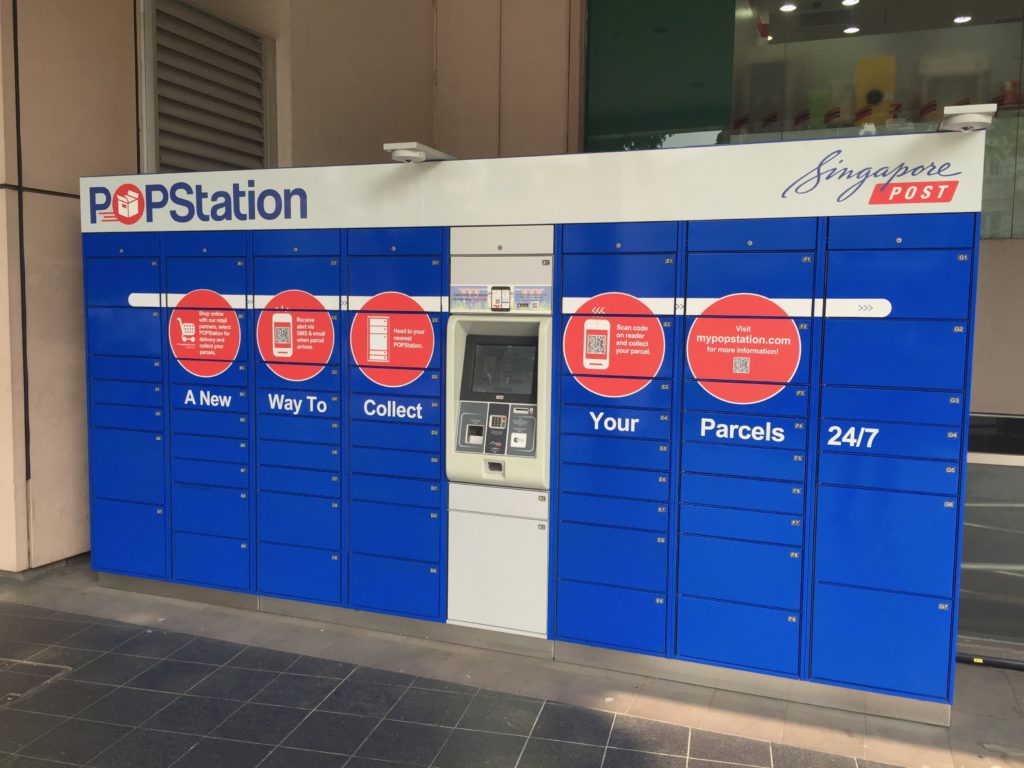 POPStation
Singapore
POST
Shop online
with our retail
partners, select
POPStation for
delivery and
collect your
parcels.
Receive
alert via
SMS & email
when parcel
arrives.
Head to your
nearest
POPStation.
Scan code
on reader
and collect
your parcel.
Visit
mypopstation.com
for more information!
A New Way To Collect Your Parcels 24/7